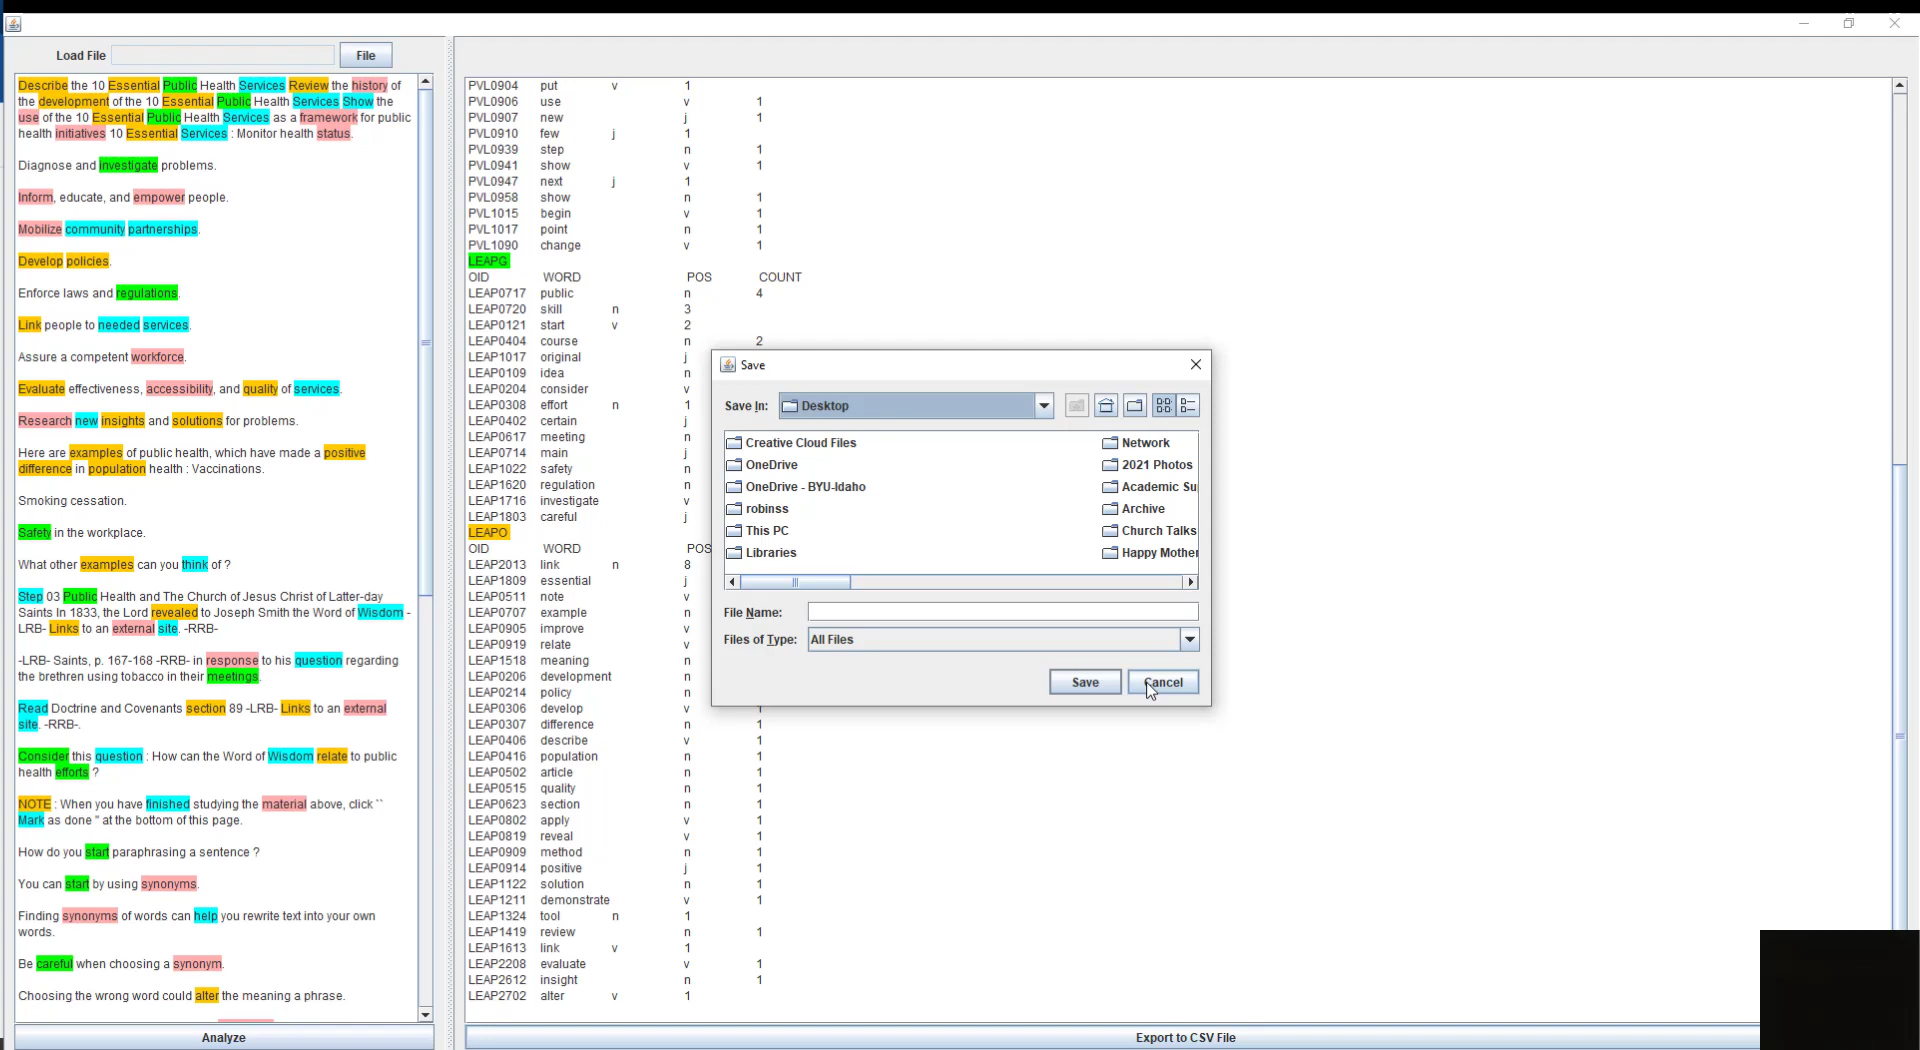 Load File File
Describe the 10 Essential Public Health Services Review the history of
the development of the 10 Essential Public Health Services Show the
use of the 10 Essential Public Health Services as a framework for public
health initiatives 10 Essential Services : Monitor health status.
Diagnose and investigate problems.
Inform, educate, and empower people.
Mobilize community partnerships.
Develop policies.
Enforce laws and regulations.
Link people to needed services.
Assure a competent workforce.
Evaluate effectiveness, accessibility, and quality of services.
Research new insights and solutions for problems.
Here are examples of public health, which have made a positive
difference in population health : Vaccinations.
Smoking cessation.
Safety in the workplace.
What other examples can you think of ?
Step 03 Public Health and The Church of Jesus Christ of Latter-day
Saints In 1833, the Lord revealed to Joseph Smith the Word of Wisdom -
LRB- Links to an external site. -RRB-
-LRB- Saints, p. 167-168 -RRB- in response to his question regarding
the brethren using tobacco in their meetings.
Read Doctrine and Covenants section 89 -LRB- Links to an external
site. -RRB-.
Consider this question : How can the Word of Wisdom relate to public
health efforts ?
NOTE : When you have finished studying the material above, click ``
Mark as done '' at the bottom of this page.
How do you start paraphrasing a sentence ?
You can start by using synonyms.
Finding synonyms of words can help you rewrite text into your own
words.
Be careful when choosing a synonym.
Choosing the wrong word could alter the meaning a phrase.
Analyze
PVL0904 put v 1
PVL0906 use v 1
PVL0907 new j 1
PVL0910 few j 1
PVL0939 step n 1
PVL0941 show v 1
PVL0947 next j 1
PVL0958 show n 1
PVL1015 begin v 1
PVL1017 point n 1
PVL1090 change v 1
LEAPG
OID WORD POS COUNT
LEAP0717 public n 4
LEAP0720 skill n 3
LEAP0121 start v 2
LEAP0404 course n 2
LEAP1017 original j
LEAP0109 idea n
LEAP0204 consider v
LEAP0308 effort n 1
LEAP0402 certain j
LEAP0617 meeting n
LEAP0714 main j
LEAP1022 safety n
LEAP1620 regulation n
LEAP1716 investigate v
LEAP1803 careful j
LEAPO
OID WORD POS
LEAP2013 link n 8
LEAP1809 essential j
LEAP0511 note v
LEAP0707 example n
LEAP0905 improve v
LEAP0919 relate v
LEAP1518 meaning n
LEAP0206 development n
LEAP0214 policy n
LEAP0306 develop v 1
LEAP0307 difference n 1
LEAP0406 describe v 1
LEAP0416 population n 1
LEAP0502 article n 1
LEAP0515 quality n 1
LEAP0623 section n 1
LEAP0802 apply v 1
LEAP0819 reveal v 1
LEAP0909 method n 1
LEAP0914 positive j 1
LEAP1122 solution n 1
LEAP1211 demonstrate v 1
LEAP1324 tool n 1
LEAP1419 review n 1
LEAP1613 link v 1
LEAP2208 evaluate v 1
LEAP2612 insight n 1
LEAP2702 alter v 1
Export to CSV File
Save
Save In: Desktop
Creative Cloud Files Network
OneDrive 2021 Photos
OneDrive - BYU-Idaho Academic Su
robinss Archive
This PC Church Talks
Libraries Happy Mother
File Name:
Files of Type: All Files
Save Cancel